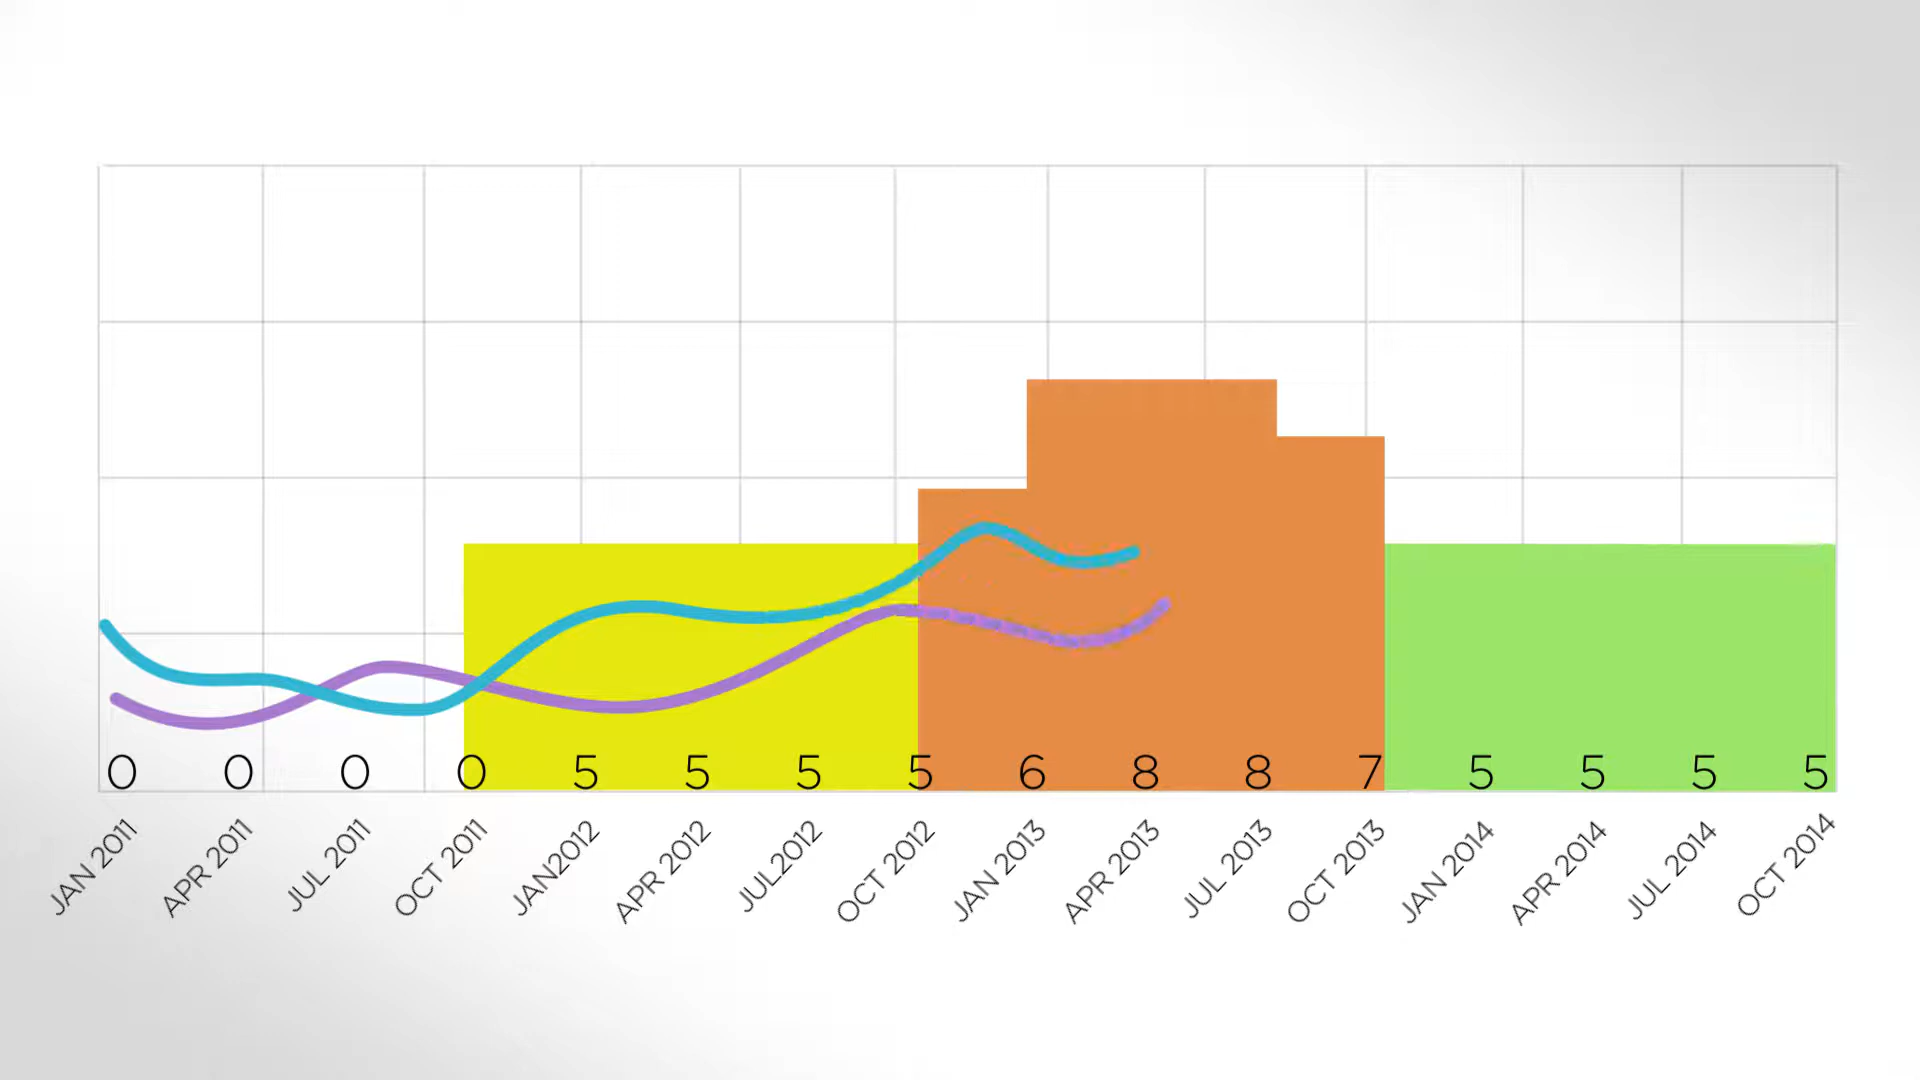 0 0 0 0 5 5 5 5 6 8 8 7 5 5 5 5
JAN 2011
APR 2011
JUL 2011
OCT 2011
JAN2012
APR 2012
JUL2012
OCT 2012
JAN 2013
APR 2013
JUL 2013
OCT 2013
JAN 2014
APR 2014
JUL 2014
OCT 2014